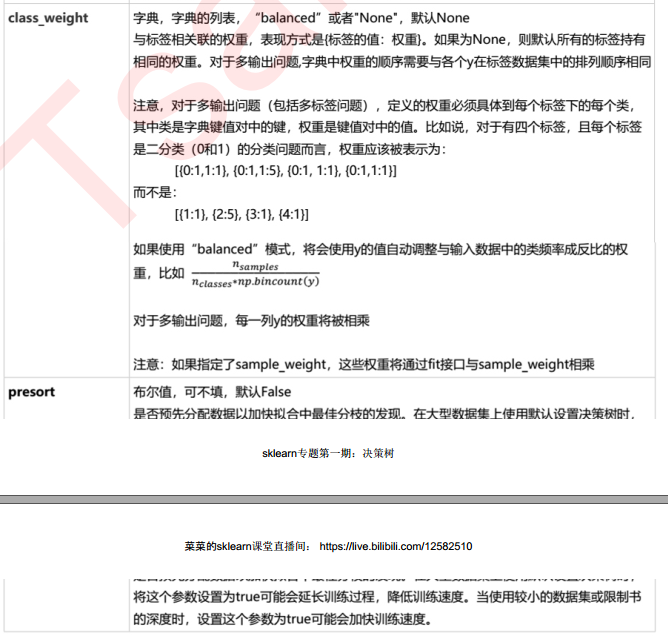 class_weight
字典，字典的列表，“balanced”或者"None"，默认None
与标签相关联的权重，表现方式是{标签的值：权重}。如果为None，则默认所有的标签持有
相同的权重。对于多输出问题,字典中权重的顺序需要与各个y在标签数据集中的排列顺序相同
注意，对于多输出问题（包括多标签问题），定义的权重必须具体到每个标签下的每个类，
其中类是字典键值对中的键，权重是键值对中的值。比如说，对于有四个标签，且每个标签
是二分类（0和1）的分类问题而言，权重应该被表示为：
[{0:1,1:1}, {0:1,1:5}, {0:1, 1:1}, {0:1,1:1}]
而不是：
[{1:1}, {2:5}, {3:1}, {4:1}]
如果使用“balanced”模式，将会使用y的值自动调整与输入数据中的类频率成反比的权
重，比如 n_samples / n_classes*np.bincount(y)
对于多输出问题，每一列y的权重将被相乘
注意：如果指定了sample_weight，这些权重将通过fit接口与sample_weight相乘
presort
布尔值，可不填，默认False
是否预先分配数据以加快拟合中最佳分枝的发现。在大型数据集上使用默认设置决策树时，
sklearn专题第一期：决策树
菜菜的sklearn课堂直播间： https://live.bilibili.com/12582510
将这个参数设置为true可能会延长训练过程，降低训练速度。当使用较小的数据集或限制书
的深度时，设置这个参数为true可能会加快训练速度。